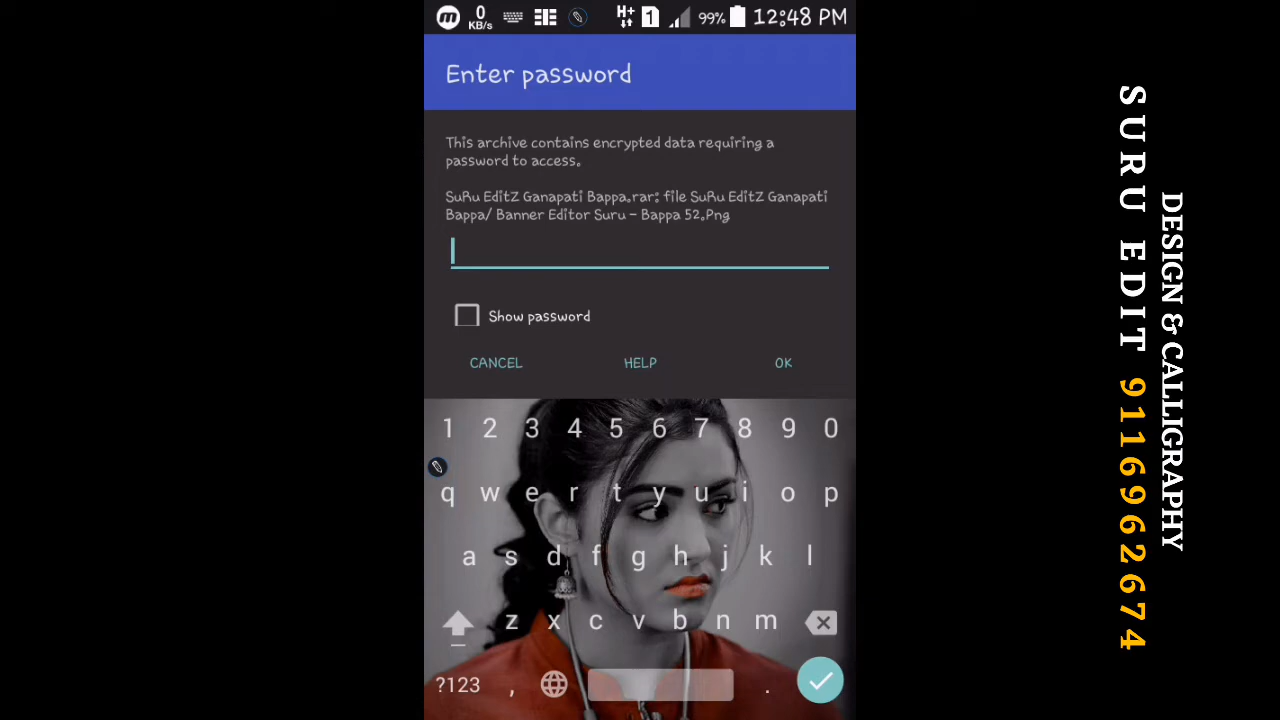 0
KB/s
H+
1
99%
12:48 PM
Enter password
This archive contains encrypted data requiring a
password to access.
SuRu EditZ Ganapati Bappa.rar: file SuRu EditZ Ganapati
Bappa/ Banner Editor Suru - Bappa 52.Png
Show password
CANCEL HELP OK
1 2 3 4 5 6 7 8 9 0
q w e r t y u i o p
a s d f g h j k l
z x c v b n m
?123 , .
SURU EDIT 9116962674
DESIGN & CALLIGRAPHY